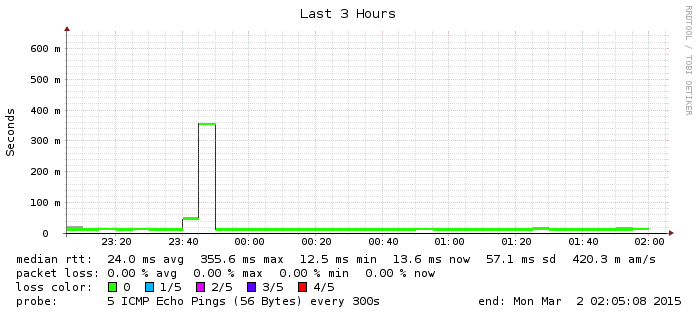 Last 3 Hours
RRDTOOL / TOBI OETIKER
Seconds
600 m
500 m
400 m
300 m
200 m
100 m
0
23:20 23:40 00:00 00:20 00:40 01:00 01:20 01:40 02:00
median rtt: 24.0 ms avg 355.6 ms max 12.5 ms min 13.6 ms now 57.1 ms sd 420.3 m am/s
packet loss: 0.00 % avg 0.00 % max 0.00 % min 0.00 % now
loss color: 0 1/5 2/5 3/5 4/5
probe: 5 ICMP Echo Pings (56 Bytes) every 300s end: Mon Mar 2 02:05:08 2015